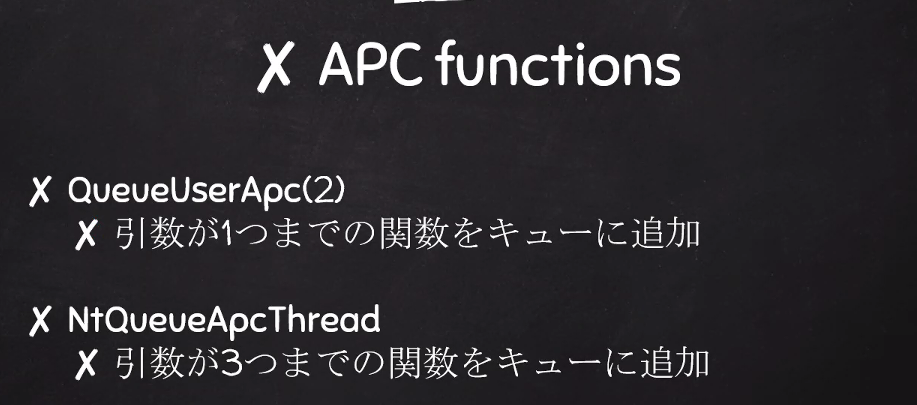 ✗ APC functions
✗ QueueUserApc(2)
✗ 引数が1つまでの関数をキューに追加
✗ NtQueueApcThread
✗ 引数が3つまでの関数をキューに追加